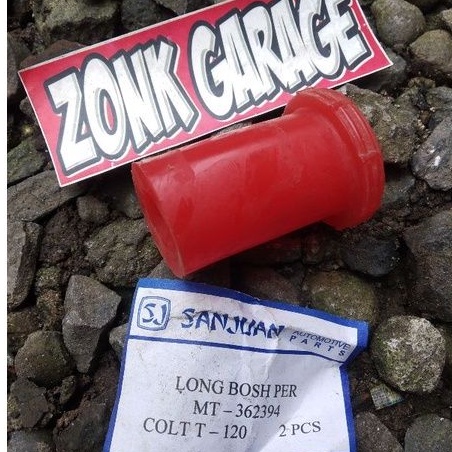 ZONK GARAGE
SJ SANJUAN AUTOMOTIVE PARTS
LONG BOSH PER
MT - 362394
COLT T - 120 2 PCS